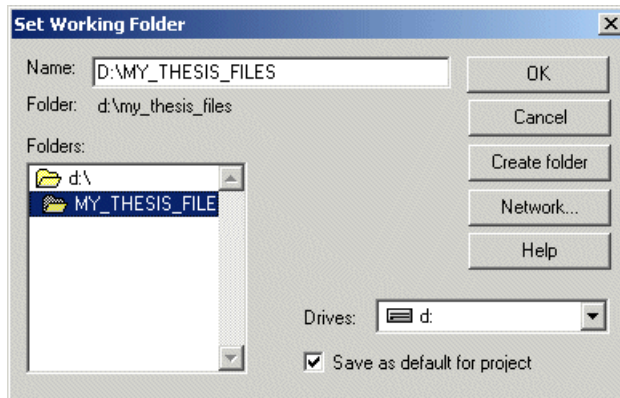 Set Working Folder
Name: D:\MY_THESIS_FILES
OK
Folder: d:\my_thesis_files
Cancel
Folders:
Create folder
d:\
MY_THESIS_FILE
Network...
Help
Drives: d:
Save as default for project